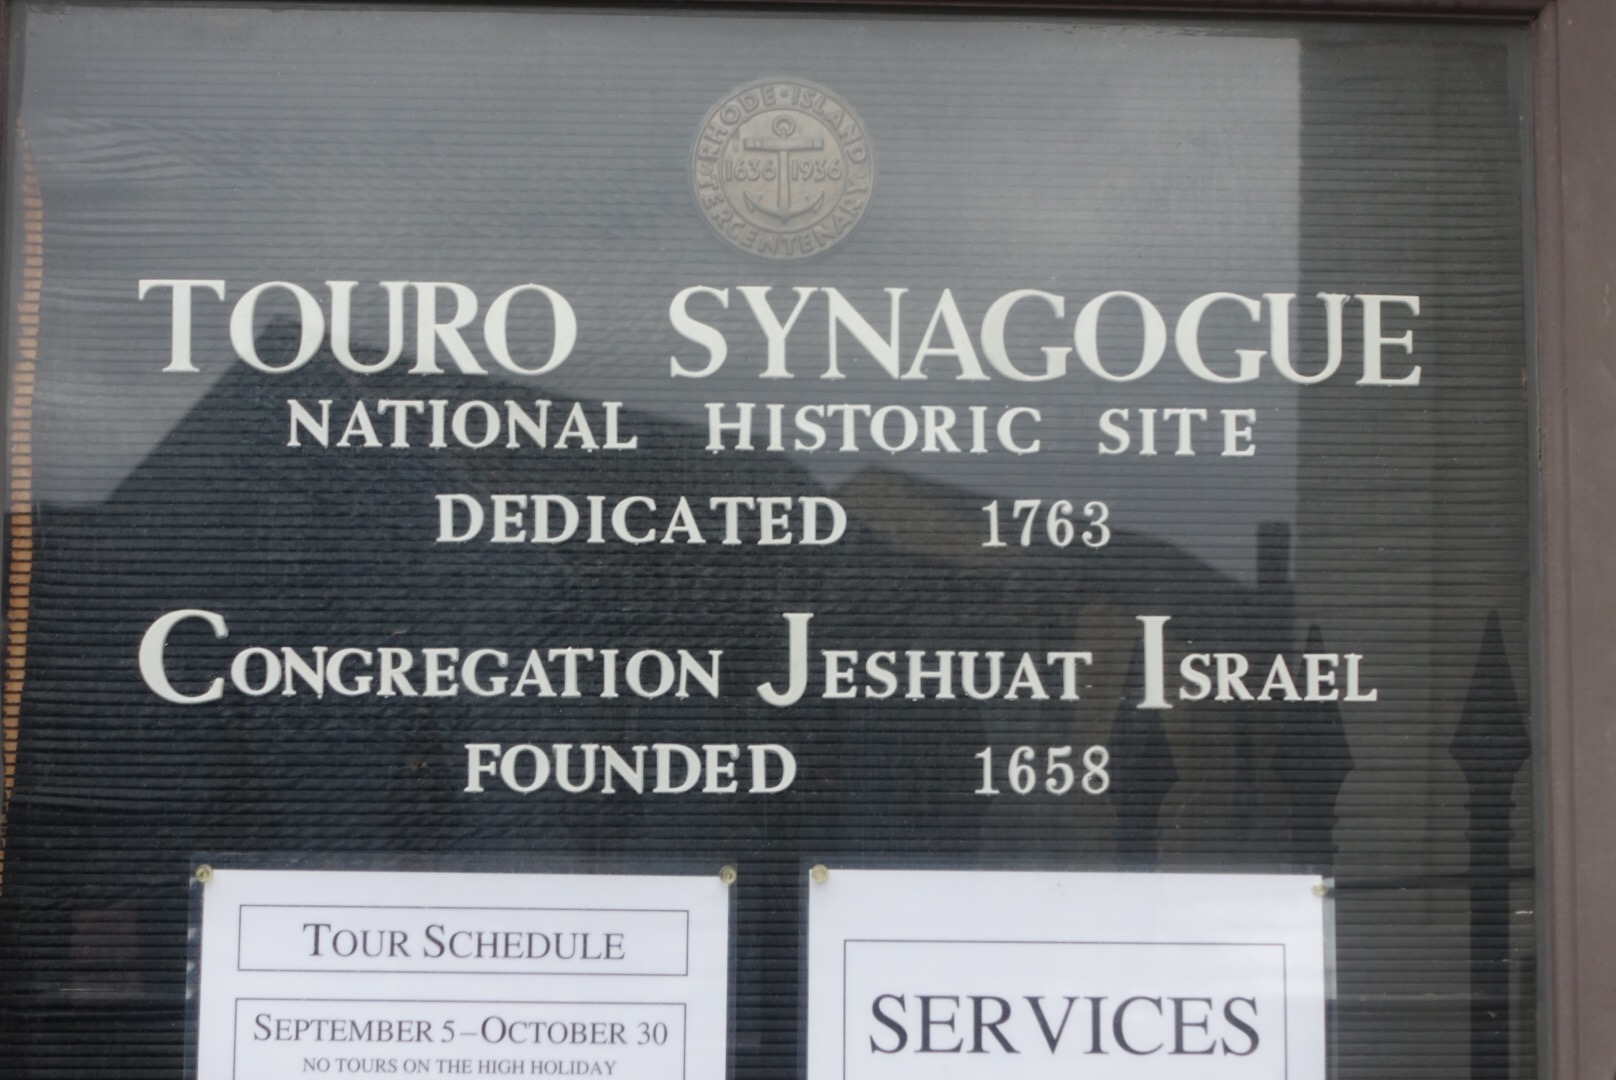 RHODE • ISLAND
TERCENTENARY
1636 1936
TOURO SYNAGOGUE
NATIONAL HISTORIC SITE
DEDICATED 1763
CONGREGATION JESHUAT ISRAEL
FOUNDED 1658
TOUR SCHEDULE
SEPTEMBER 5–OCTOBER 30
NO TOURS ON THE HIGH HOLIDAY
SERVICES